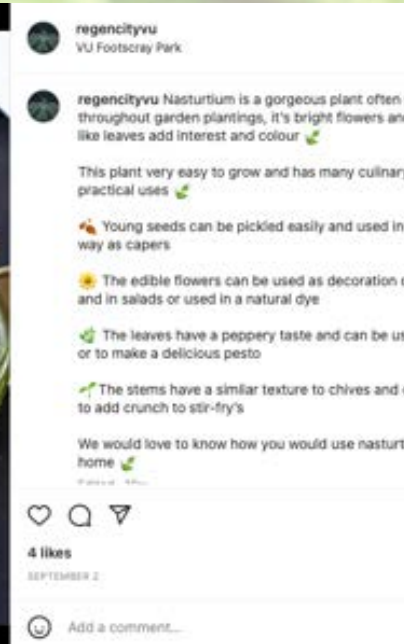 regencityvu
VU Footscray Park
regencityvu Nasturtium is a gorgeous plant often
throughout garden plantings, it's bright flowers and
like leaves add interest and colour 🌿
This plant very easy to grow and has many culinary
practical uses 🌿
🍂 Young seeds can be pickled easily and used in
way as capers
🌼 The edible flowers can be used as decoration
and in salads or used in a natural dye
🌿 The leaves have a peppery taste and can be us
or to make a delicious pesto
🌱 The stems have a similar texture to chives and
to add crunch to stir-fry's
We would love to know how you would use nasturt
home 🌿
4 likes
SEPTEMBER 2
Add a comment...